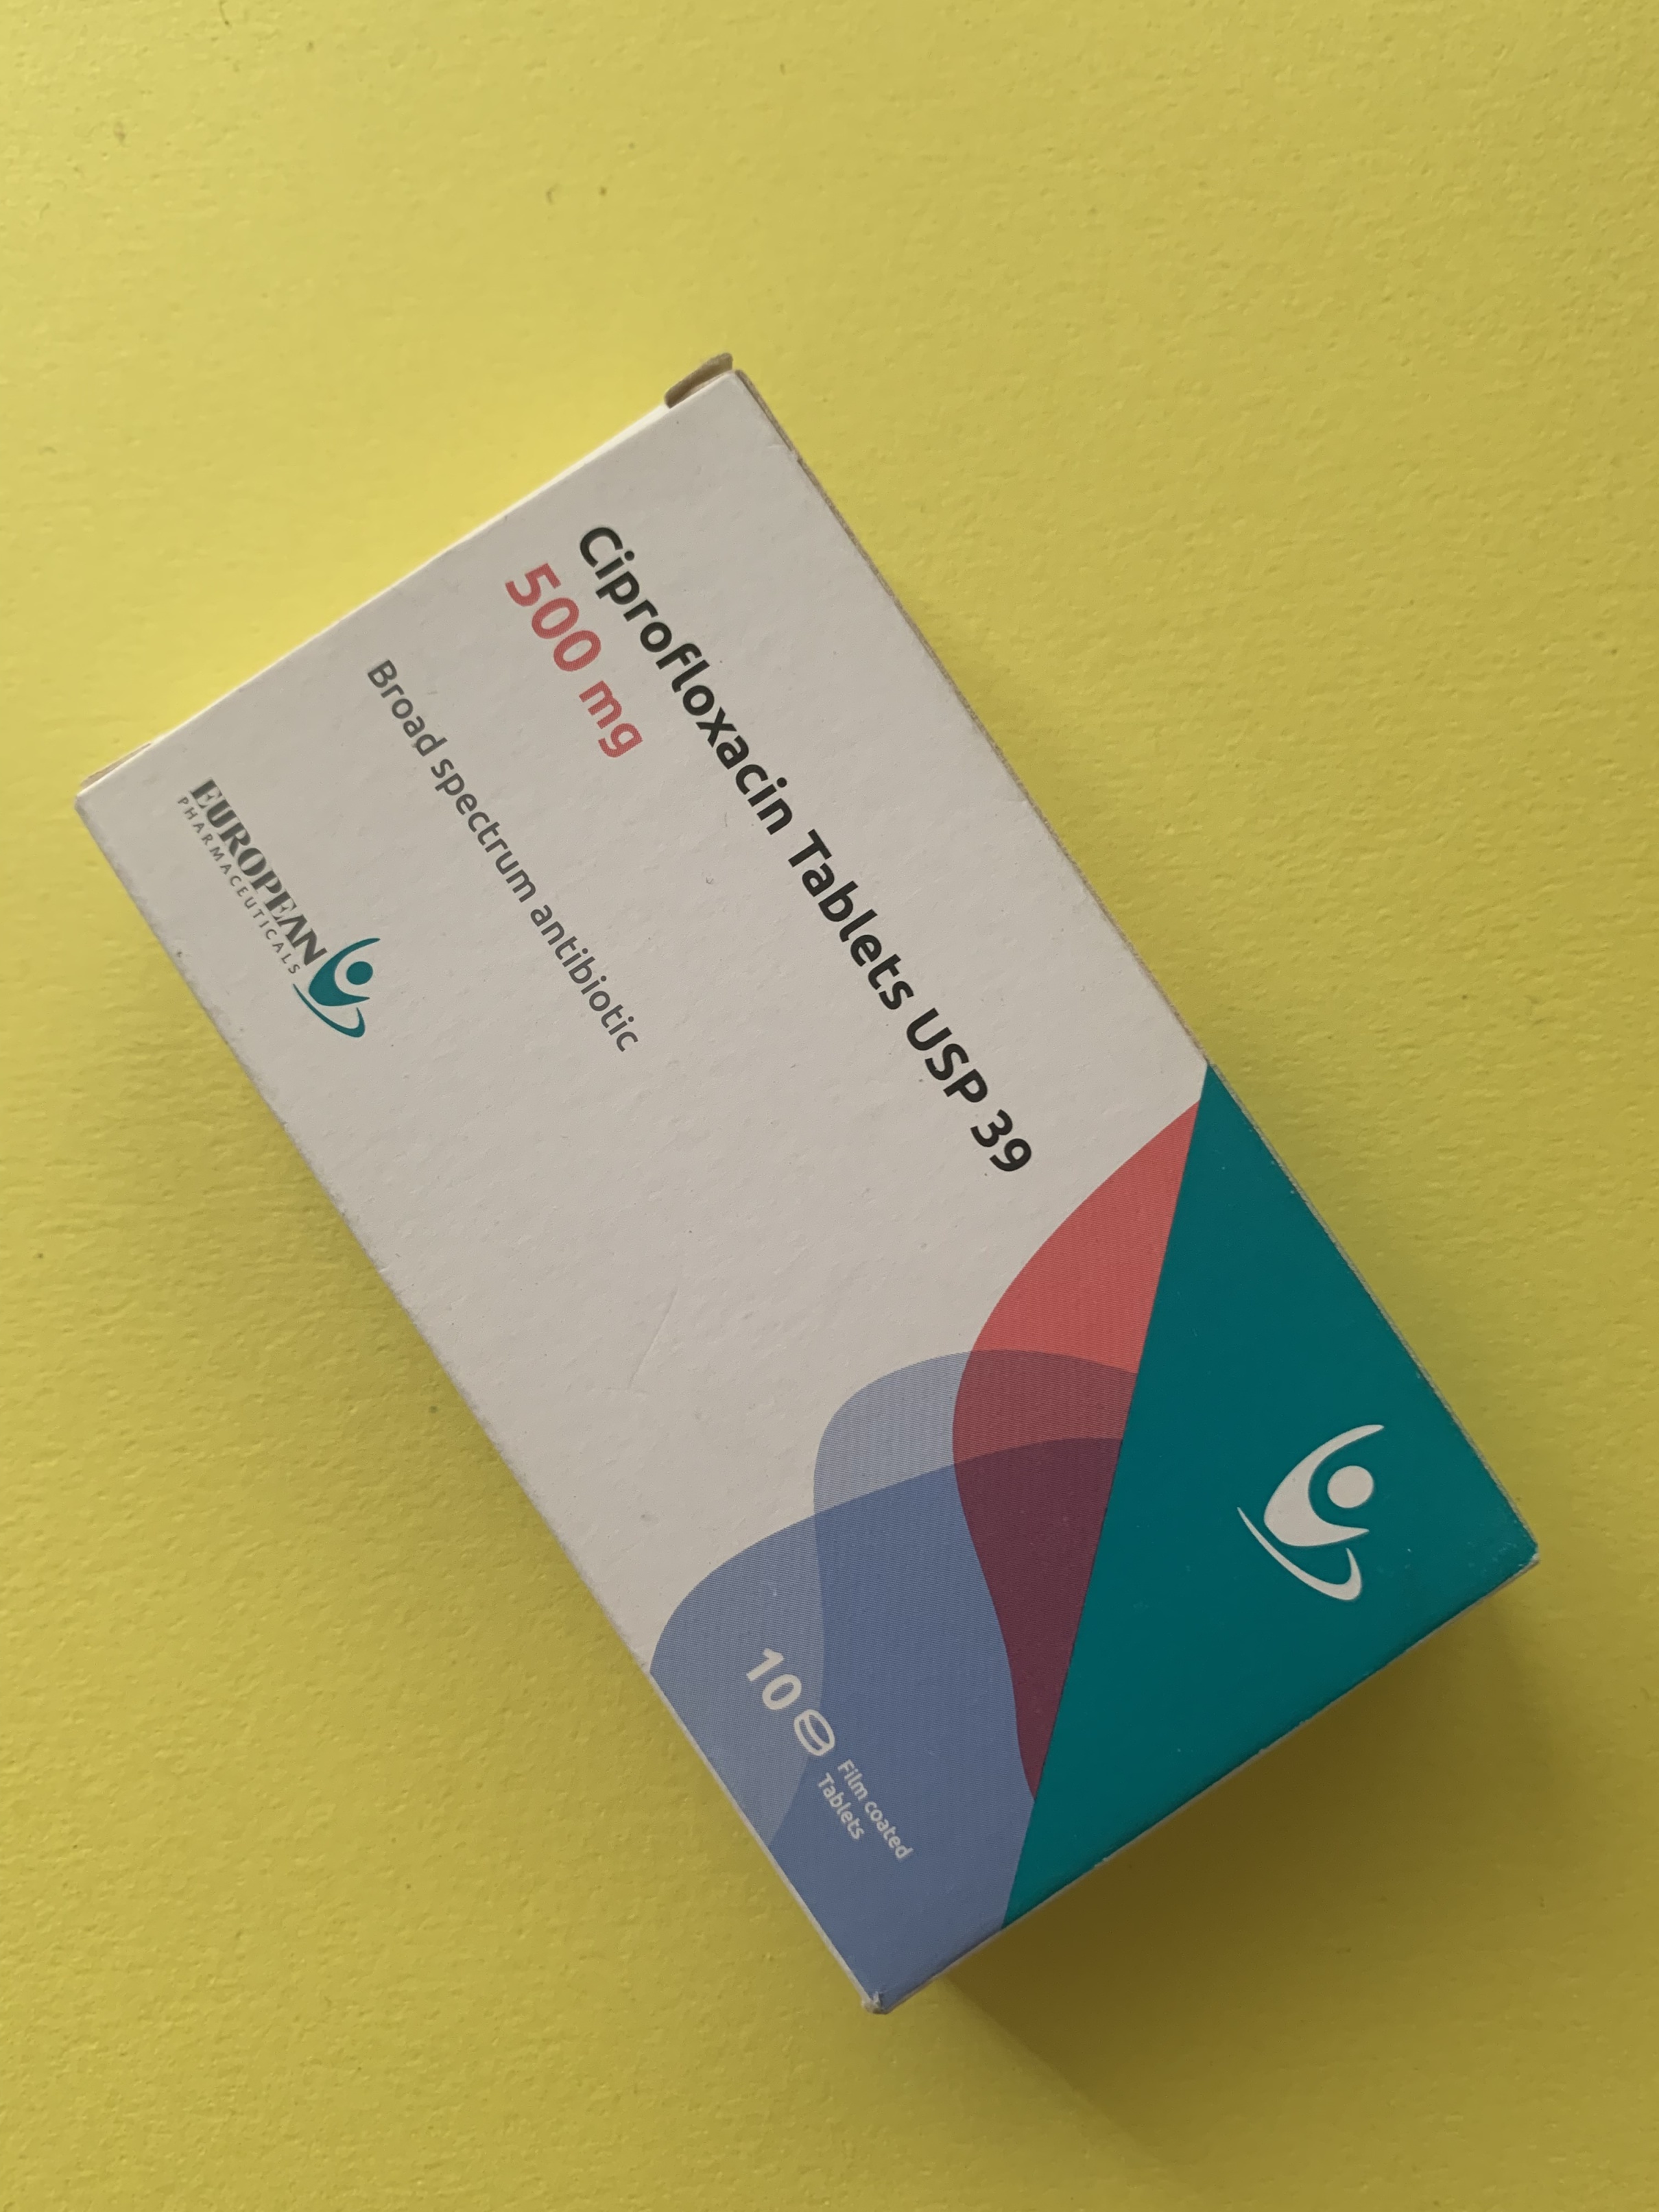 Ciprofloxacin Tablets USP 39
500 mg
Broad spectrum antibiotic
EUROPEAN
PHARMACEUTICALS
10
Film coated
Tablets